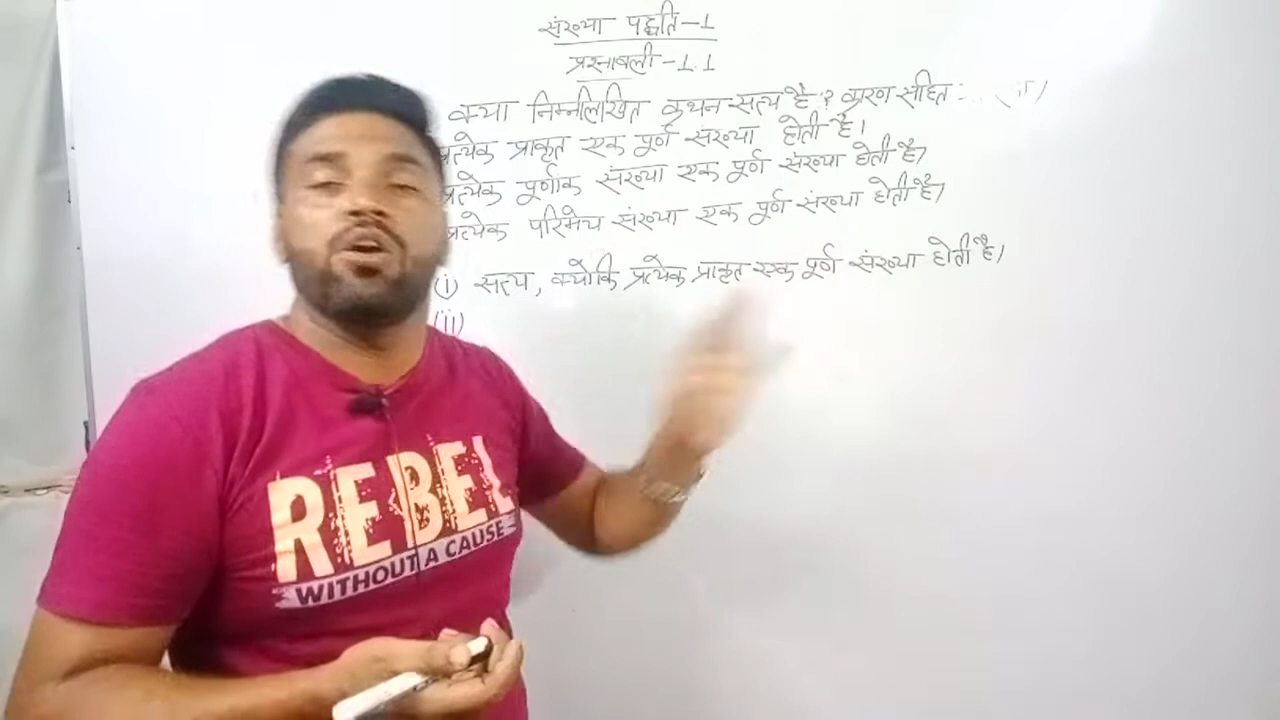 संख्या पद्धति-1
प्रश्नावली-1.1
क्या निम्नलिखित कथन सत्य है? कारण सहित
प्रत्येक प्राकृत एक पूर्ण संख्या होती है।
प्रत्येक पूर्णांक संख्या एक पूर्ण संख्या होती है।
प्रत्येक परिमेय संख्या एक पूर्ण संख्या होती है।
(i) सत्य, क्योंकि प्रत्येक प्राकृत एक पूर्ण संख्या होती है।
(ii)
REBEL
WITHOUT A CAUSE